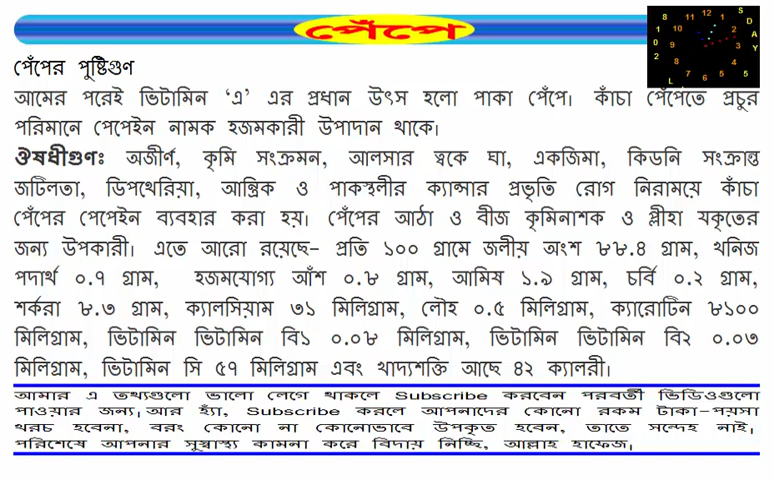 পেঁপে
পেঁপের পুষ্টিগুণ
আমের পরেই ভিটামিন ‘এ’ এর প্রধান উৎস হলো পাকা পেঁপে। কাঁচা পেঁপেতে প্রচুর
পরিমানে পেপেইন নামক হজমকারী উপাদান থাকে।
ঔষধীগুণঃ অজীর্ণ, কৃমি সংক্রমন, আলসার ত্বকে ঘা, একজিমা, কিডনি সংক্রান্ত
জটিলতা, ডিপথেরিয়া, আন্ত্রিক ও পাকস্থলীর ক্যান্সার প্রভৃতি রোগ নিরাময়ে কাঁচা
পেঁপের পেপেইন ব্যবহার করা হয়। পেঁপের আঠা ও বীজ কৃমিনাশক ও প্লীহা যকৃতের
জন্য উপকারী। এতে আরো রয়েছে- প্রতি ১০০ গ্রামে জলীয় অংশ ৮৮.৪ গ্রাম, খনিজ
পদার্থ ০.৭ গ্রাম, হজমযোগ্য আঁশ ০.৮ গ্রাম, আমিষ ১.৯ গ্রাম, চর্বি ০.২ গ্রাম,
শর্করা ৮.৩ গ্রাম, ক্যালসিয়াম ৩১ মিলিগ্রাম, লৌহ ০.৫ মিলিগ্রাম, ক্যারোটিন ৮১০০
মিলিগ্রাম, ভিটামিন ভিটামিন বি১ ০.০৮ মিলিগ্রাম, ভিটামিন ভিটামিন বি২ ০.০৩
মিলিগ্রাম, ভিটামিন সি ৫৭ মিলিগ্রাম এবং খাদ্যশক্তি আছে ৪২ ক্যালরী।
আমার এ তথ্যগুলো ভালো লেগে থাকলে Subscribe করবেন পরবর্তী ভিডিওগুলো
পাওয়ার জন্য। আর হ্যাঁ, Subscribe করলে আপনাদের কোনো রকম টাকা-পয়সা
খরচ হবেনা, বরং কোনো না কোনোভাবে উপকৃত হবেন, তাতে সন্দেহ নাই।
পরিশেষে আপনার সুস্বাস্থ্য কামনা করে বিদায় নিচ্ছি, আল্লাহ হাফেজ।